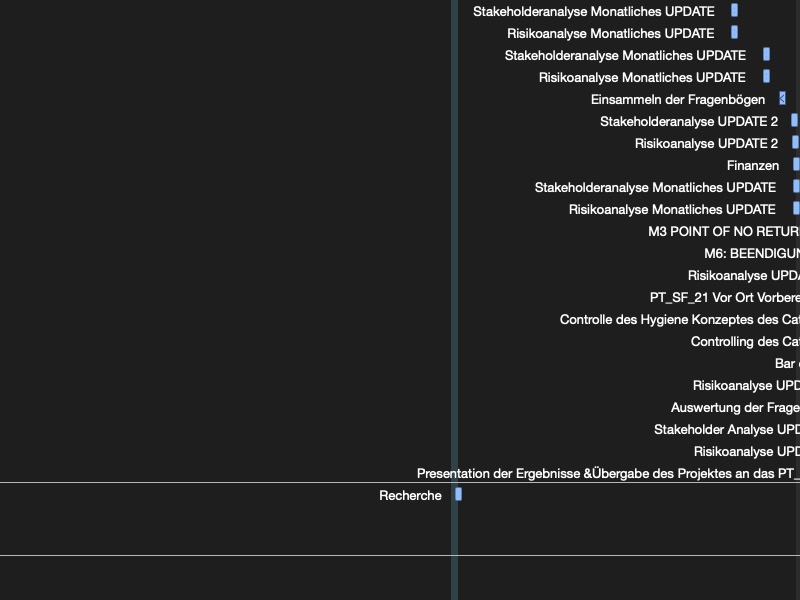 Stakeholderanalyse Monatliches UPDATE
Risikoanalyse Monatliches UPDATE
Stakeholderanalyse Monatliches UPDATE
Risikoanalyse Monatliches UPDATE
Einsammeln der Fragenbögen
Stakeholderanalyse UPDATE 2
Risikoanalyse UPDATE 2
Finanzen
Stakeholderanalyse Monatliches UPDATE
Risikoanalyse Monatliches UPDATE
M3 POINT OF NO RETUR
M6: BEENDIGUN
Risikoanalyse UPDA
PT_SF_21 Vor Ort Vorbere
Controlle des Hygiene Konzeptes des Cat
Controlling des Cat
Bar
Risikoanalyse UPD
Auswertung der Frage
Stakeholder Analyse UPD
Risikoanalyse UPD
Presentation der Ergebnisse &Übergabe des Projektes an das PT_
Recherche